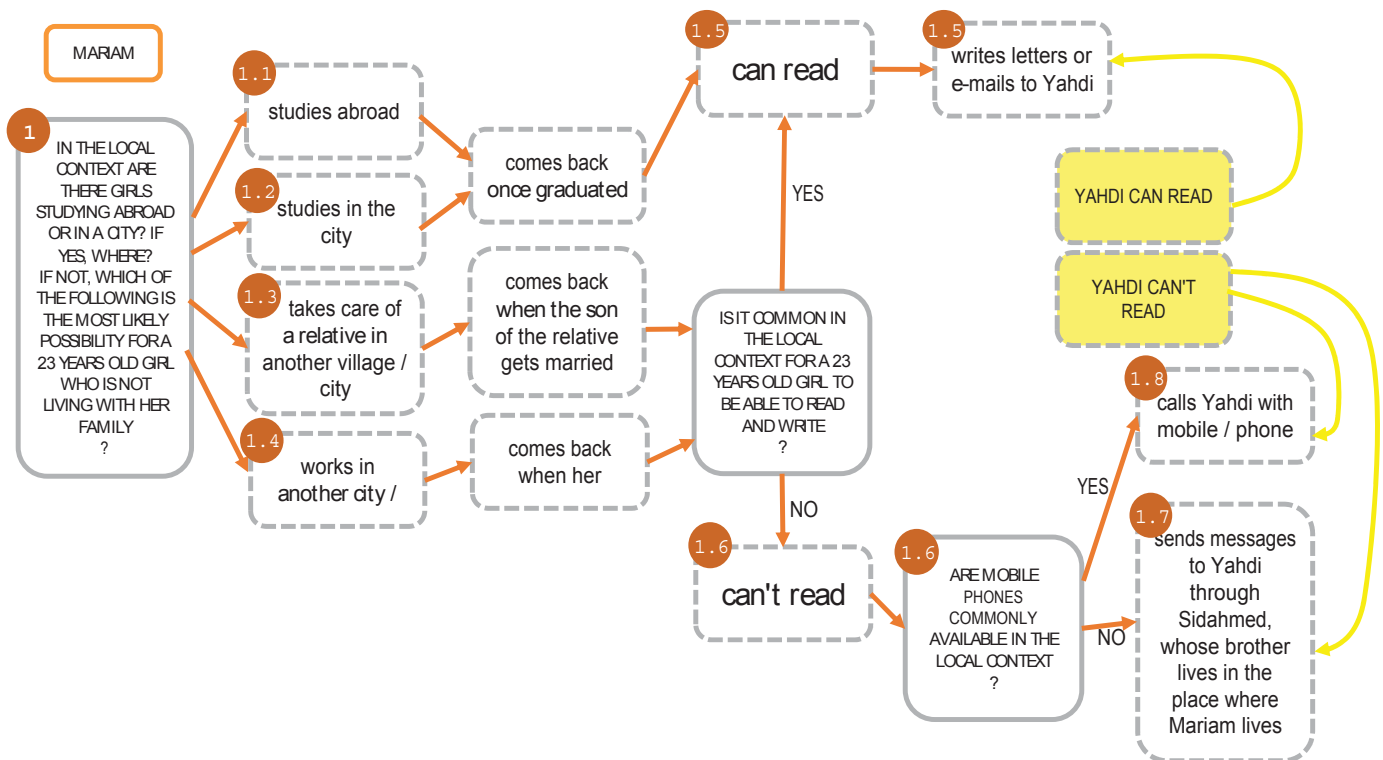 MARIAM
1
IN THE LOCAL
CONTEXT ARE
THERE GIRLS
STUDYING ABROAD
OR IN A CITY? IF
YES, WHERE?
IF NOT, WHICH OF
THE FOLLOWING IS
THE MOST LIKELY
POSSIBILITY FOR A
23 YEARS OLD GIRL
WHO IS NOT
LIVING WITH HER
FAMILY
?
1.1
studies abroad
1.2
studies in the
city
1.3
takes care of
a relative in
another village /
city
1.4
works in
another city /
comes back
once graduated
comes back
when the son
of the relative
gets married
comes back
when her
1.5
can read
YES
IS IT COMMON IN
THE LOCAL
CONTEXT FOR A 23
YEARS OLD GIRL TO
BE ABLE TO READ
AND WRITE
?
NO
1.6
can't read
1.5
writes letters or
e-mails to Yahdi
YAHDI CAN READ
YAHDI CAN'T
READ
1.6
ARE MOBILE
PHONES
COMMONLY
AVAILABLE IN THE
LOCAL CONTEXT
?
YES
NO
1.8
calls Yahdi with
mobile / phone
1.7
sends messages
to Yahdi
through
Sidahmed,
whose brother
lives in the
place where
Mariam lives